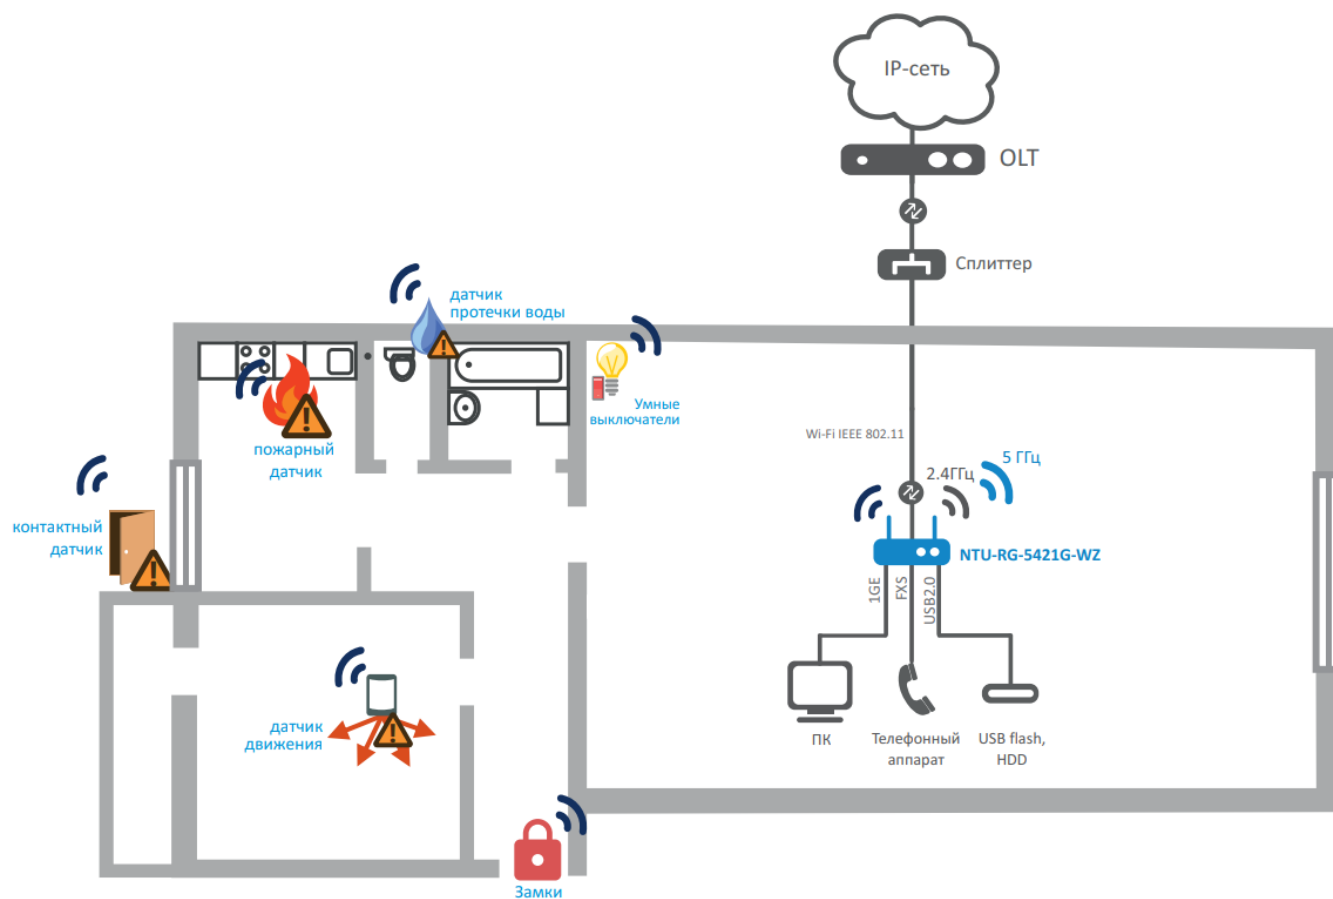 IP-сеть
OLT
Сплиттер
датчик
протечки воды
Умные
выключатели
пожарный
датчик
Wi-Fi IEEE 802.11
5 ГГц
2.4ГГц
контактный
датчик
NTU-RG-5421G-WZ
1GE
FXS
USB2.0
датчик
движения
ПК
Телефонный
аппарат
USB flash,
HDD
Замки